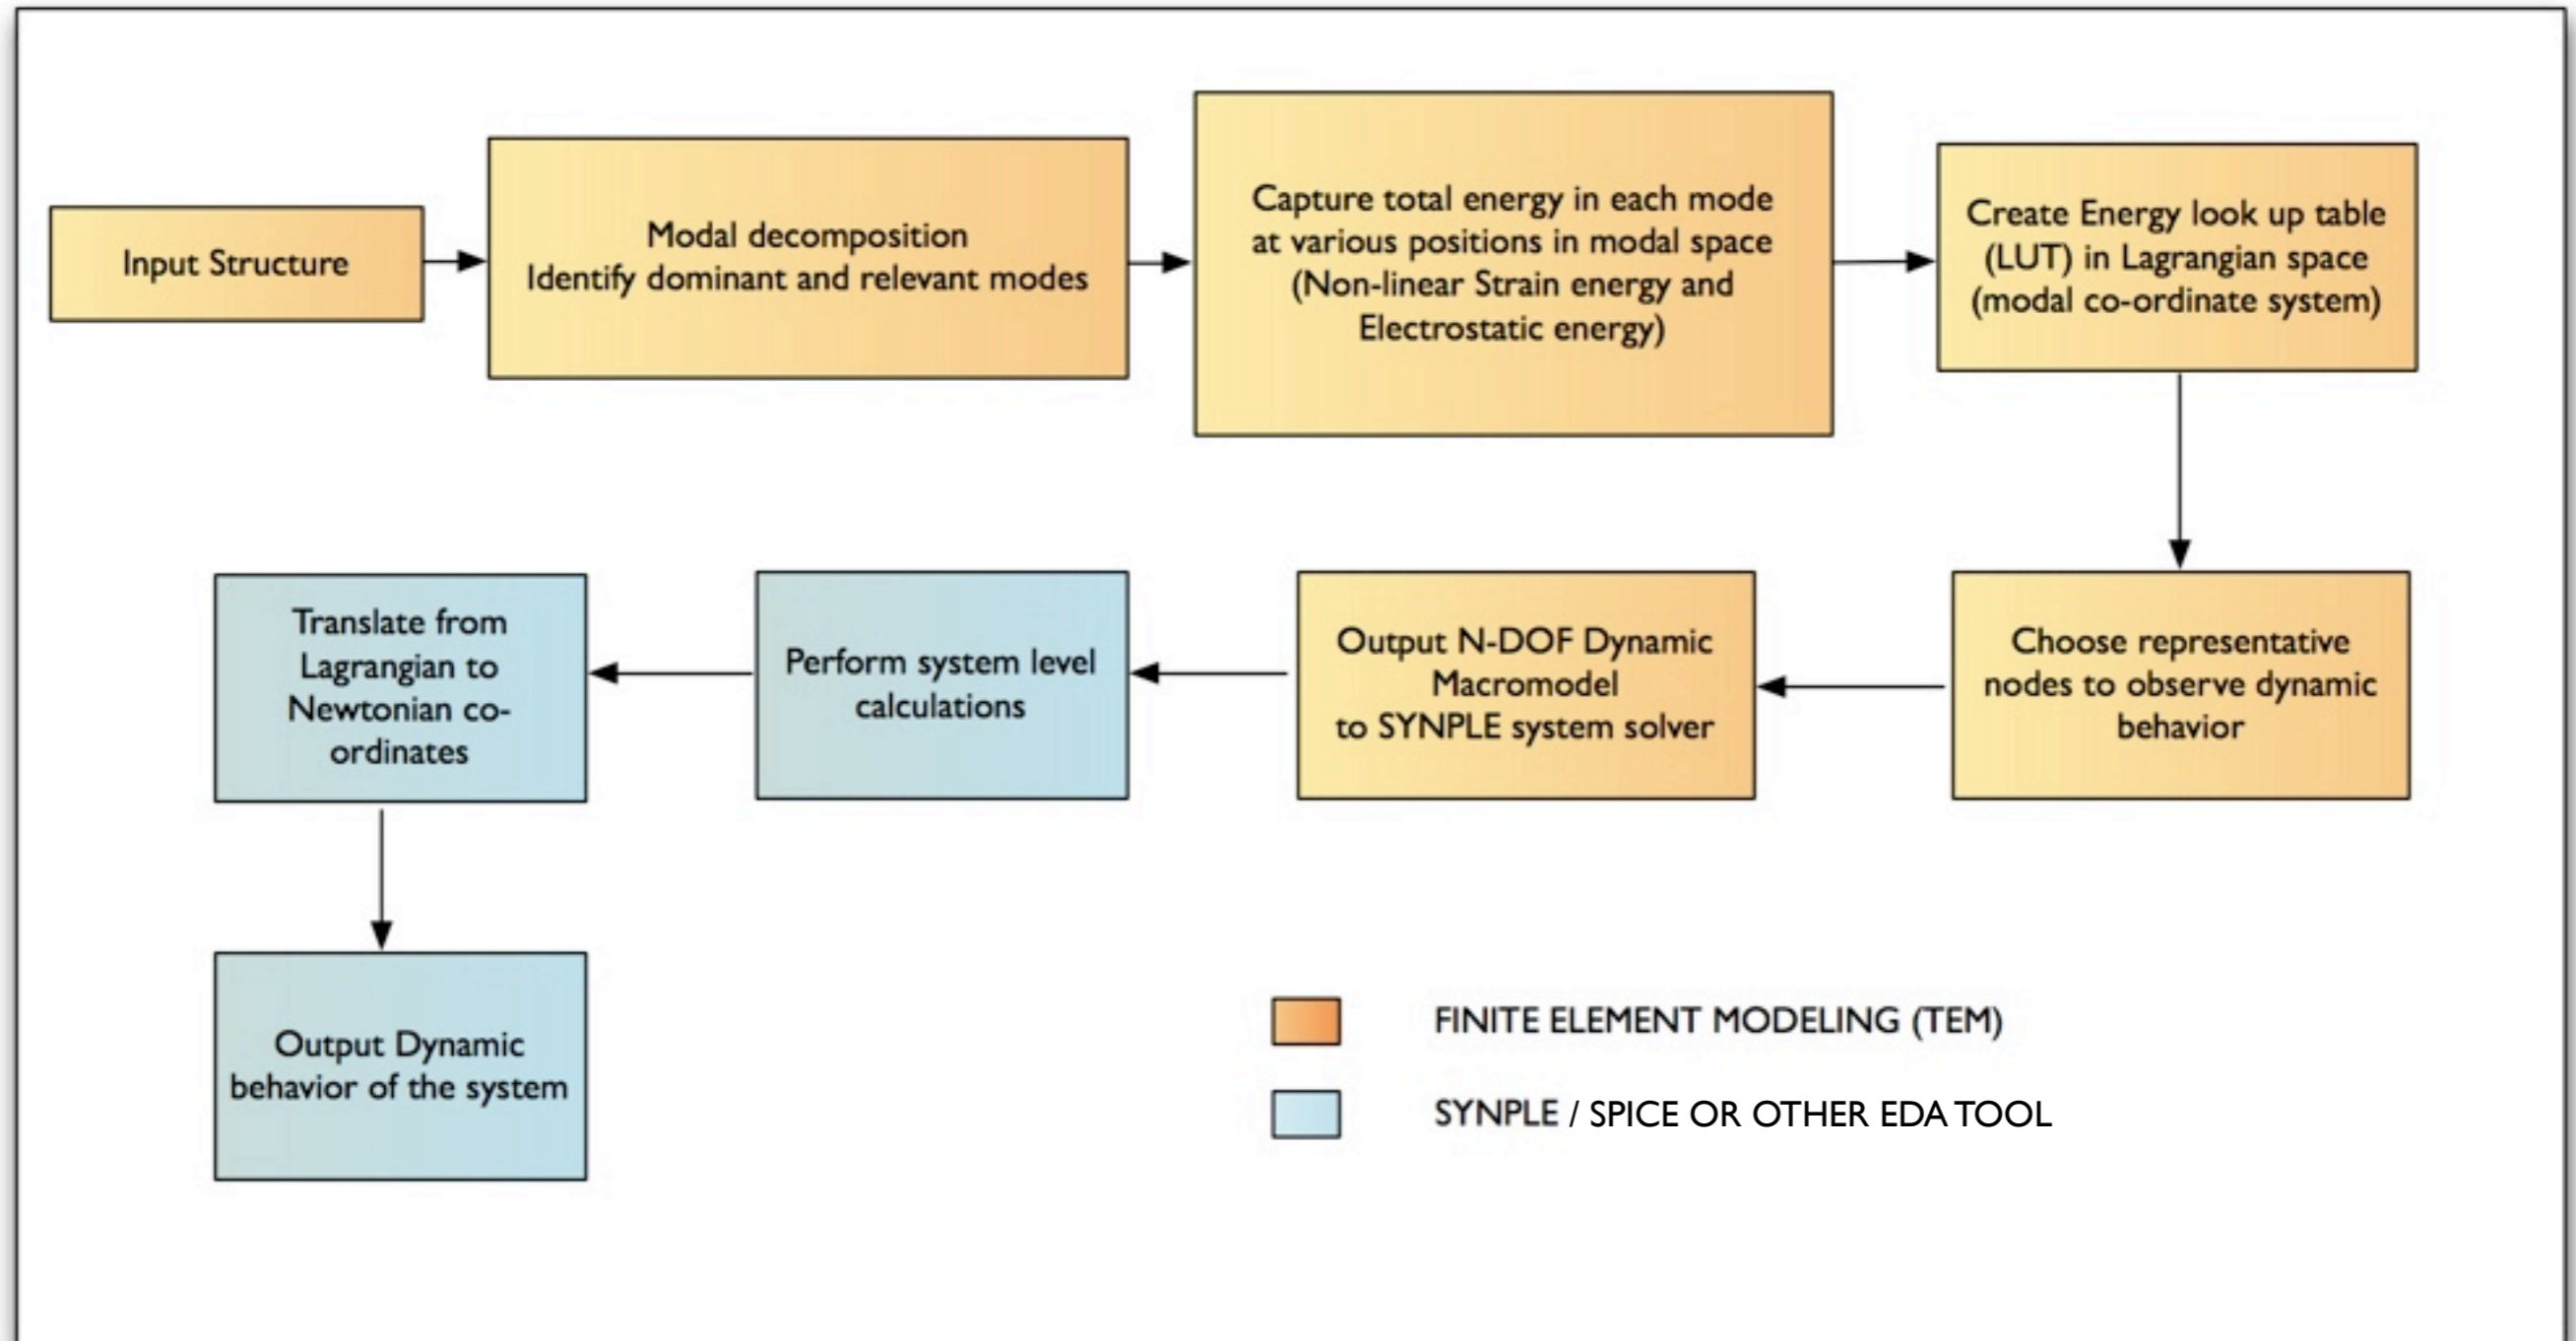 Input Structure
Modal decomposition
Identify dominant and relevant modes
Capture total energy in each mode
at various positions in modal space
(Non-linear Strain energy and
Electrostatic energy)
Create Energy look up table
(LUT) in Lagrangian space
(modal co-ordinate system)
Choose representative
nodes to observe dynamic
behavior
Output N-DOF Dynamic
Macromodel
to SYNPLE system solver
Perform system level
calculations
Translate from
Lagrangian to
Newtonian co-
ordinates
Output Dynamic
behavior of the system
FINITE ELEMENT MODELING (TEM)
SYNPLE / SPICE OR OTHER EDA TOOL